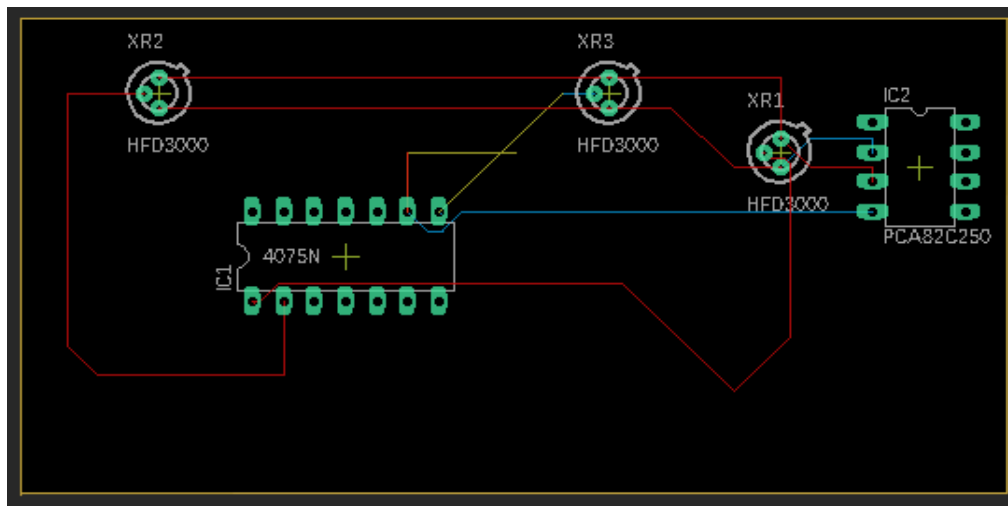 XR2
XR3
IC2
XR1
HFD3000
HFD3000
HFD3000
PCA82C250
4075N
IC1